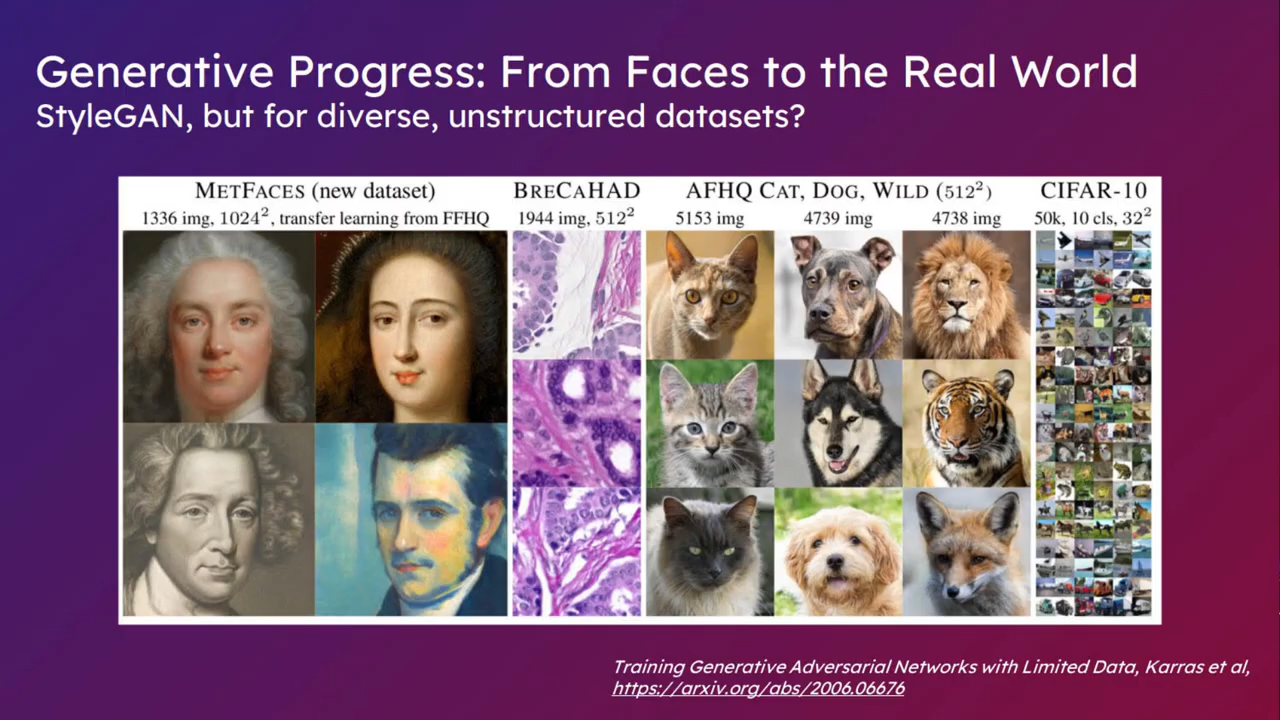 Generative Progress: From Faces to the Real World
StyleGAN, but for diverse, unstructured datasets?
METFACES (new dataset)
1336 img, 1024², transfer learning from FFHQ
BRECAHAD
1944 img, 512²
AFHQ CAT, DOG, WILD (512²)
5153 img 4739 img 4738 img
CIFAR-10
50k, 10 cls, 32²
Training Generative Adversarial Networks with Limited Data, Karras et al,
https://arxiv.org/abs/2006.06676